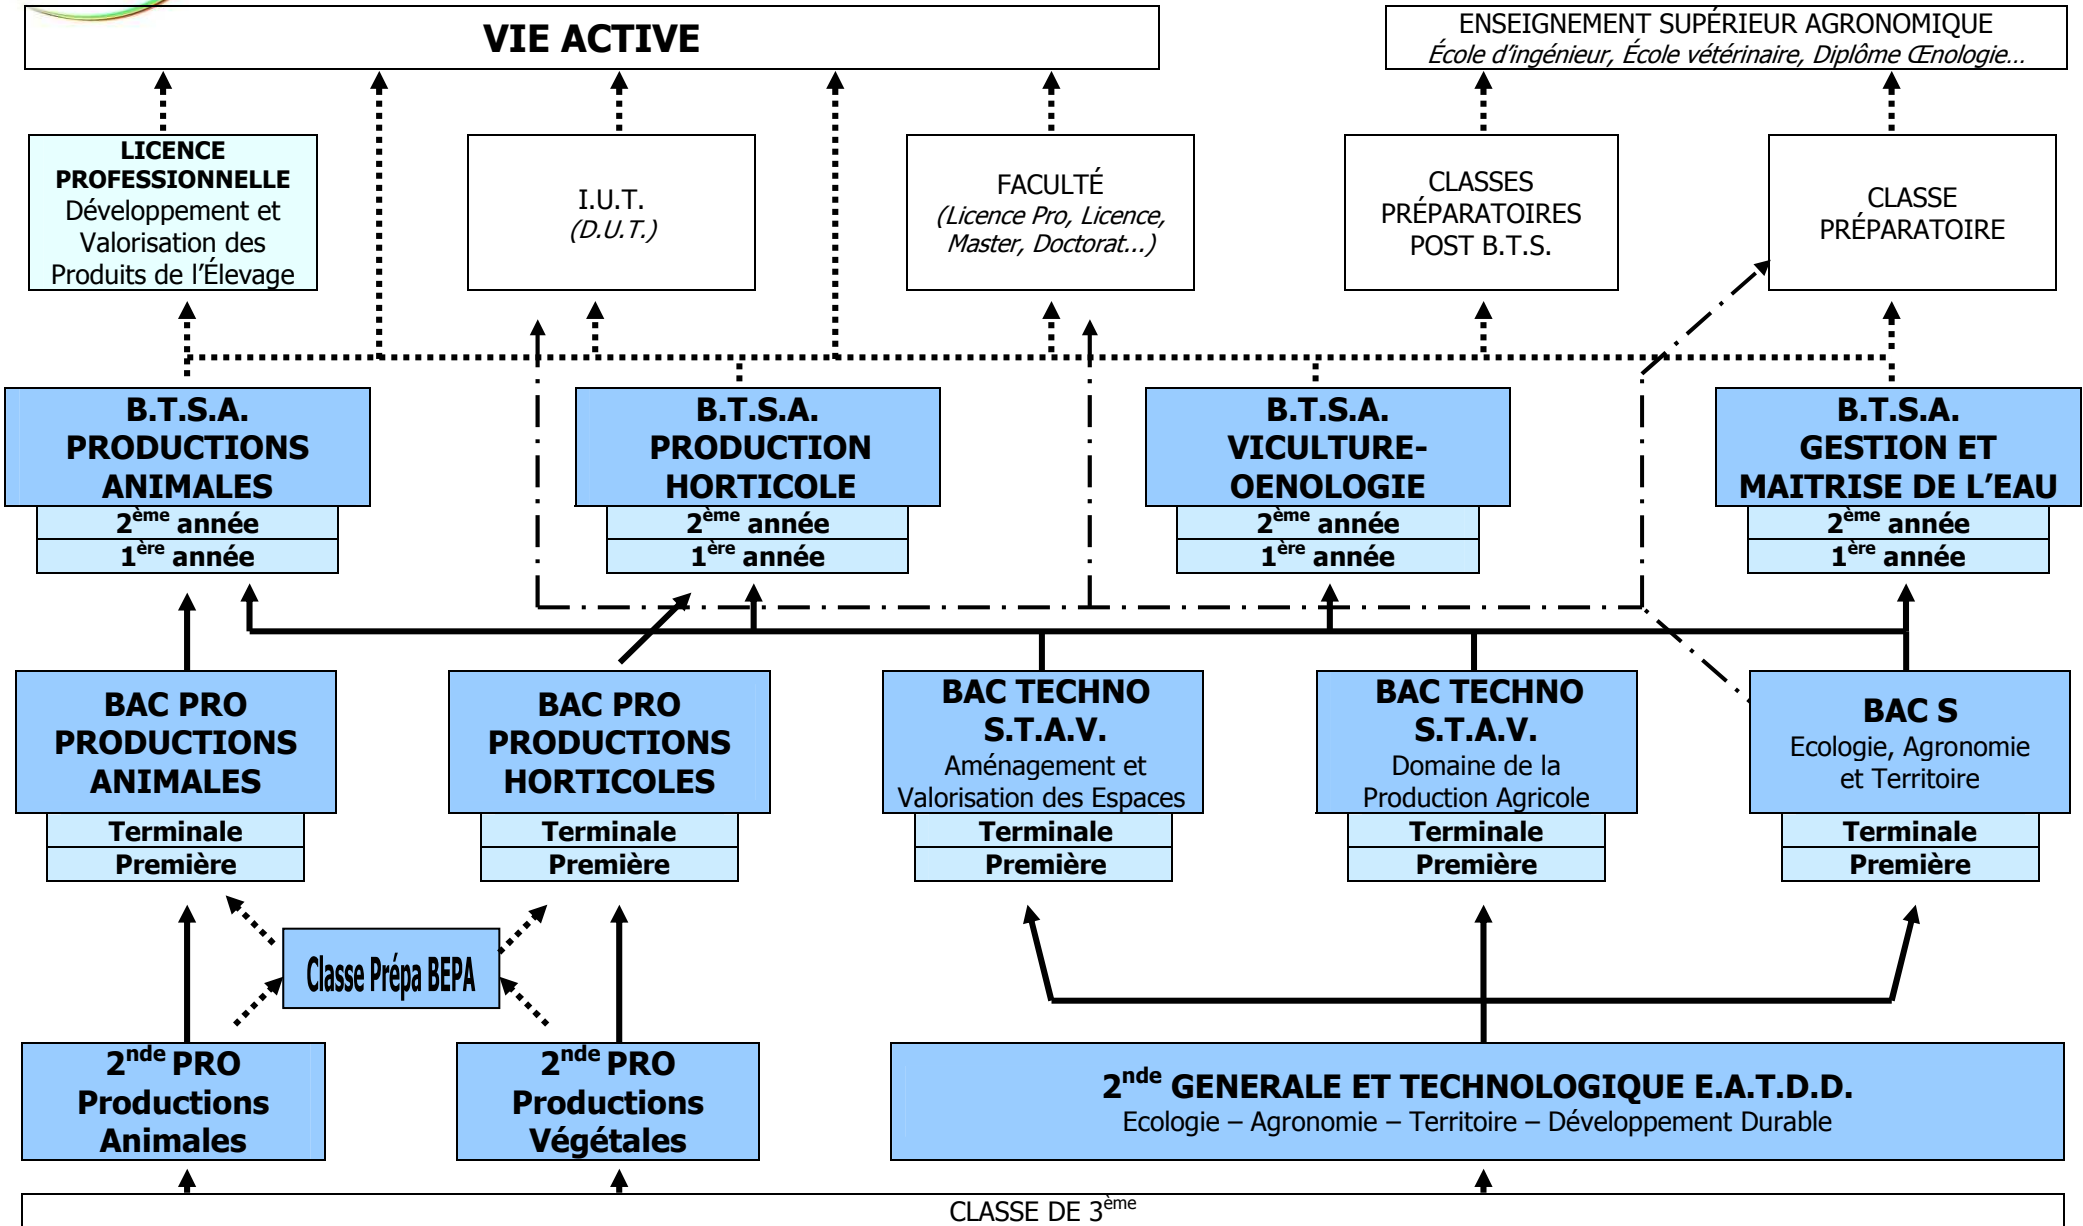 VIE ACTIVE
ENSEIGNEMENT SUPÉRIEUR AGRONOMIQUE
École d'ingénieur, École vétérinaire, Diplôme Œnologie…
LICENCE
PROFESSIONNELLE
Développement et
Valorisation des
Produits de l'Élevage
I.U.T.
(D.U.T.)
FACULTÉ
(Licence Pro, Licence,
Master, Doctorat…)
CLASSES
PRÉPARATOIRES
POST B.T.S.
CLASSE
PRÉPARATOIRE
B.T.S.A.
PRODUCTIONS
ANIMALES
2ème année
1ère année
B.T.S.A.
PRODUCTION
HORTICOLE
2ème année
1ère année
B.T.S.A.
VICULTURE-
OENOLOGIE
2ème année
1ère année
B.T.S.A.
GESTION ET
MAITRISE DE L'EAU
2ème année
1ère année
BAC PRO
PRODUCTIONS
ANIMALES
Terminale
Première
BAC PRO
PRODUCTIONS
HORTICOLES
Terminale
Première
BAC TECHNO
S.T.A.V.
Aménagement et
Valorisation des Espaces
Terminale
Première
BAC TECHNO
S.T.A.V.
Domaine de la
Production Agricole
Terminale
Première
BAC S
Ecologie, Agronomie
et Territoire
Terminale
Première
Classe Prépa BEPA
2nde PRO
Productions
Animales
2nde PRO
Productions
Végétales
2nde GENERALE ET TECHNOLOGIQUE E.A.T.D.D.
Ecologie – Agronomie – Territoire – Développement Durable
CLASSE DE 3ème